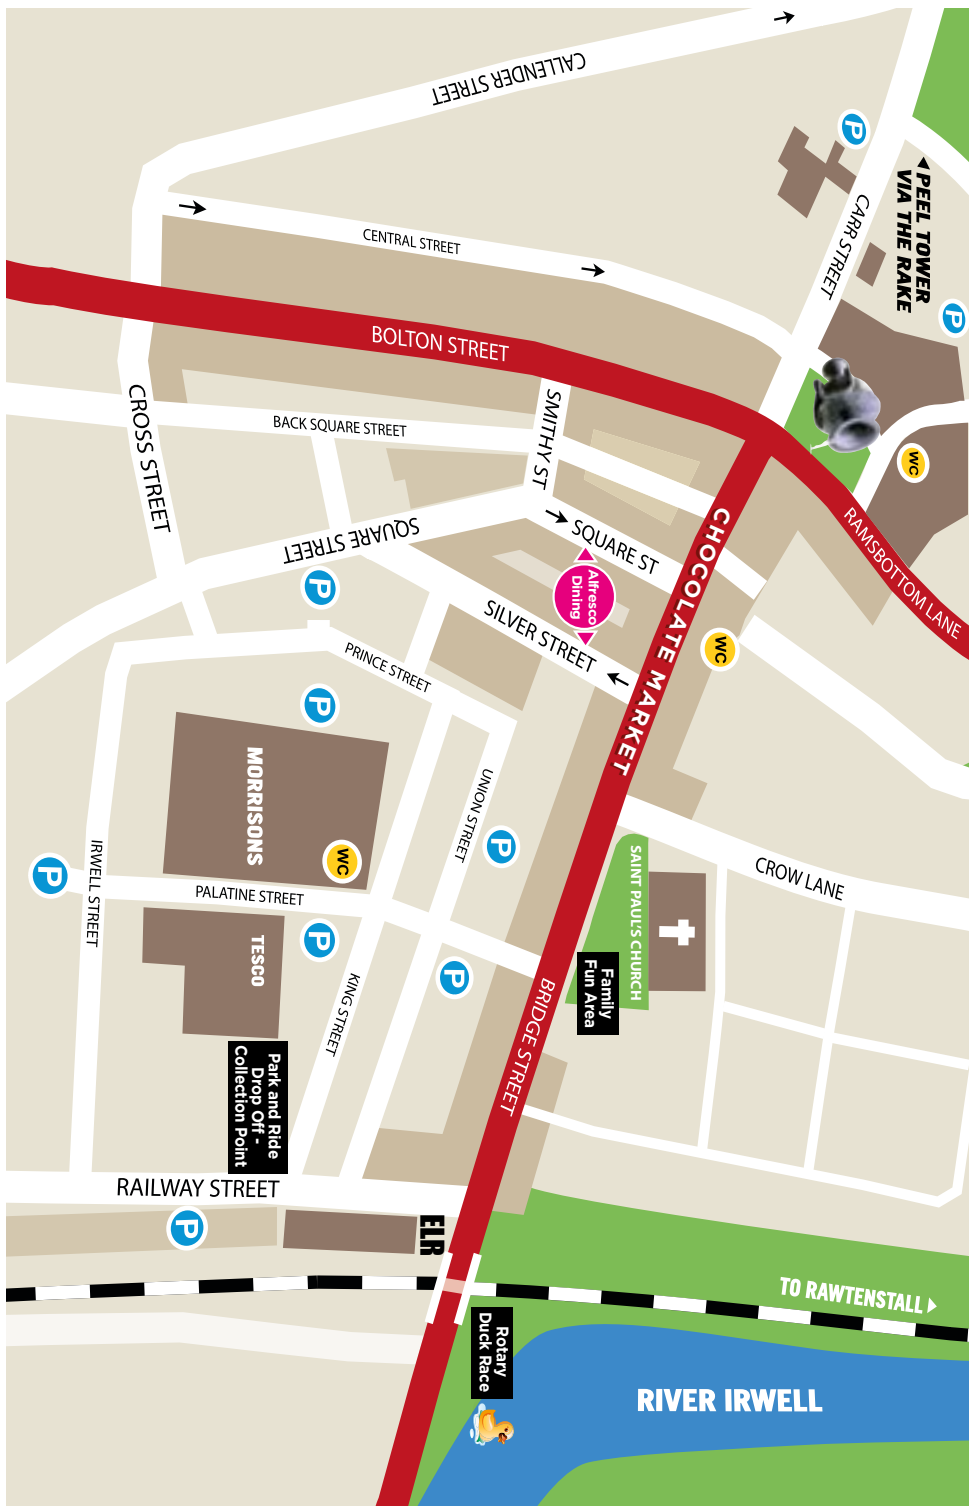 CALLENDER STREET
P
PEEL TOWER
VIA THE RAKE
CARR STREET
P
CENTRAL STREET
BOLTON STREET
CROSS STREET
BACK SQUARE STREET
SMITHY ST
WC
RAMSBOTTOM LANE
SQUARE STREET
SQUARE ST
CHOCOLATE MARKET
Alfresco
Dining
P
SILVER STREET
WC
PRINCE STREET
P
MORRISONS
WC
UNION STREET
P
SAINT PAUL'S CHURCH
CROW LANE
IRWELL STREET
P
PALATINE STREET
TESCO
P
P
KING STREET
Family
Fun Area
BRIDGE STREET
Park and Ride
Drop Off -
Collection Point
RAILWAY STREET
P
ELR
TO RAWTENSTALL
Rotary
Duck Race
RIVER IRWELL